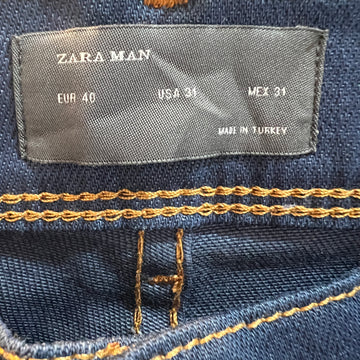 ZARA MAN
EUR 40 USA 31 MEX 31
MADE IN TURKEY